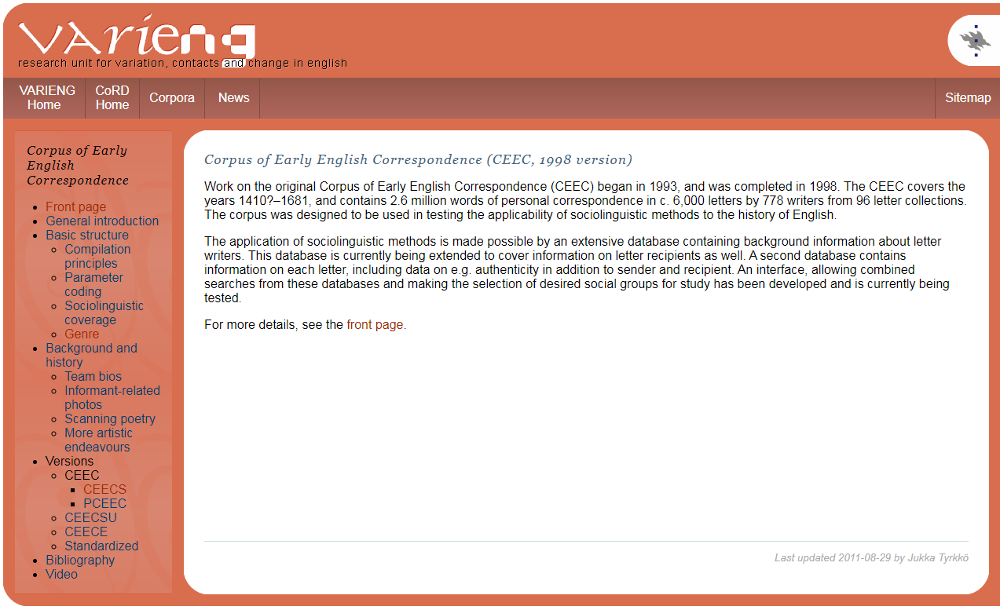 VARIENG
research unit for variation, contacts and change in english
VARIENG
Home
CoRD
Home
Corpora
News
Sitemap
Corpus of Early
English
Correspondence
Front page
General introduction
Basic structure
Compilation
principles
Parameter
coding
Sociolinguistic
coverage
Genre
Background and
history
Team bios
Informant-related
photos
Scanning poetry
More artistic
endeavours
Versions
CEEC
CEECS
PCEEC
CEECSU
CEECE
Standardized
Bibliography
Video
Corpus of Early English Correspondence (CEEC, 1998 version)
Work on the original Corpus of Early English Correspondence (CEEC) began in 1993, and was completed in 1998. The CEEC covers the
years 1410?–1681, and contains 2.6 million words of personal correspondence in c. 6,000 letters by 778 writers from 96 letter collections.
The corpus was designed to be used in testing the applicability of sociolinguistic methods to the history of English.
The application of sociolinguistic methods is made possible by an extensive database containing background information about letter
writers. This database is currently being extended to cover information on letter recipients as well. A second database contains
information on each letter, including data on e.g. authenticity in addition to sender and recipient. An interface, allowing combined
searches from these databases and making the selection of desired social groups for study has been developed and is currently being
tested.
For more details, see the front page.
Last updated 2011-08-29 by Jukka Tyrkkö